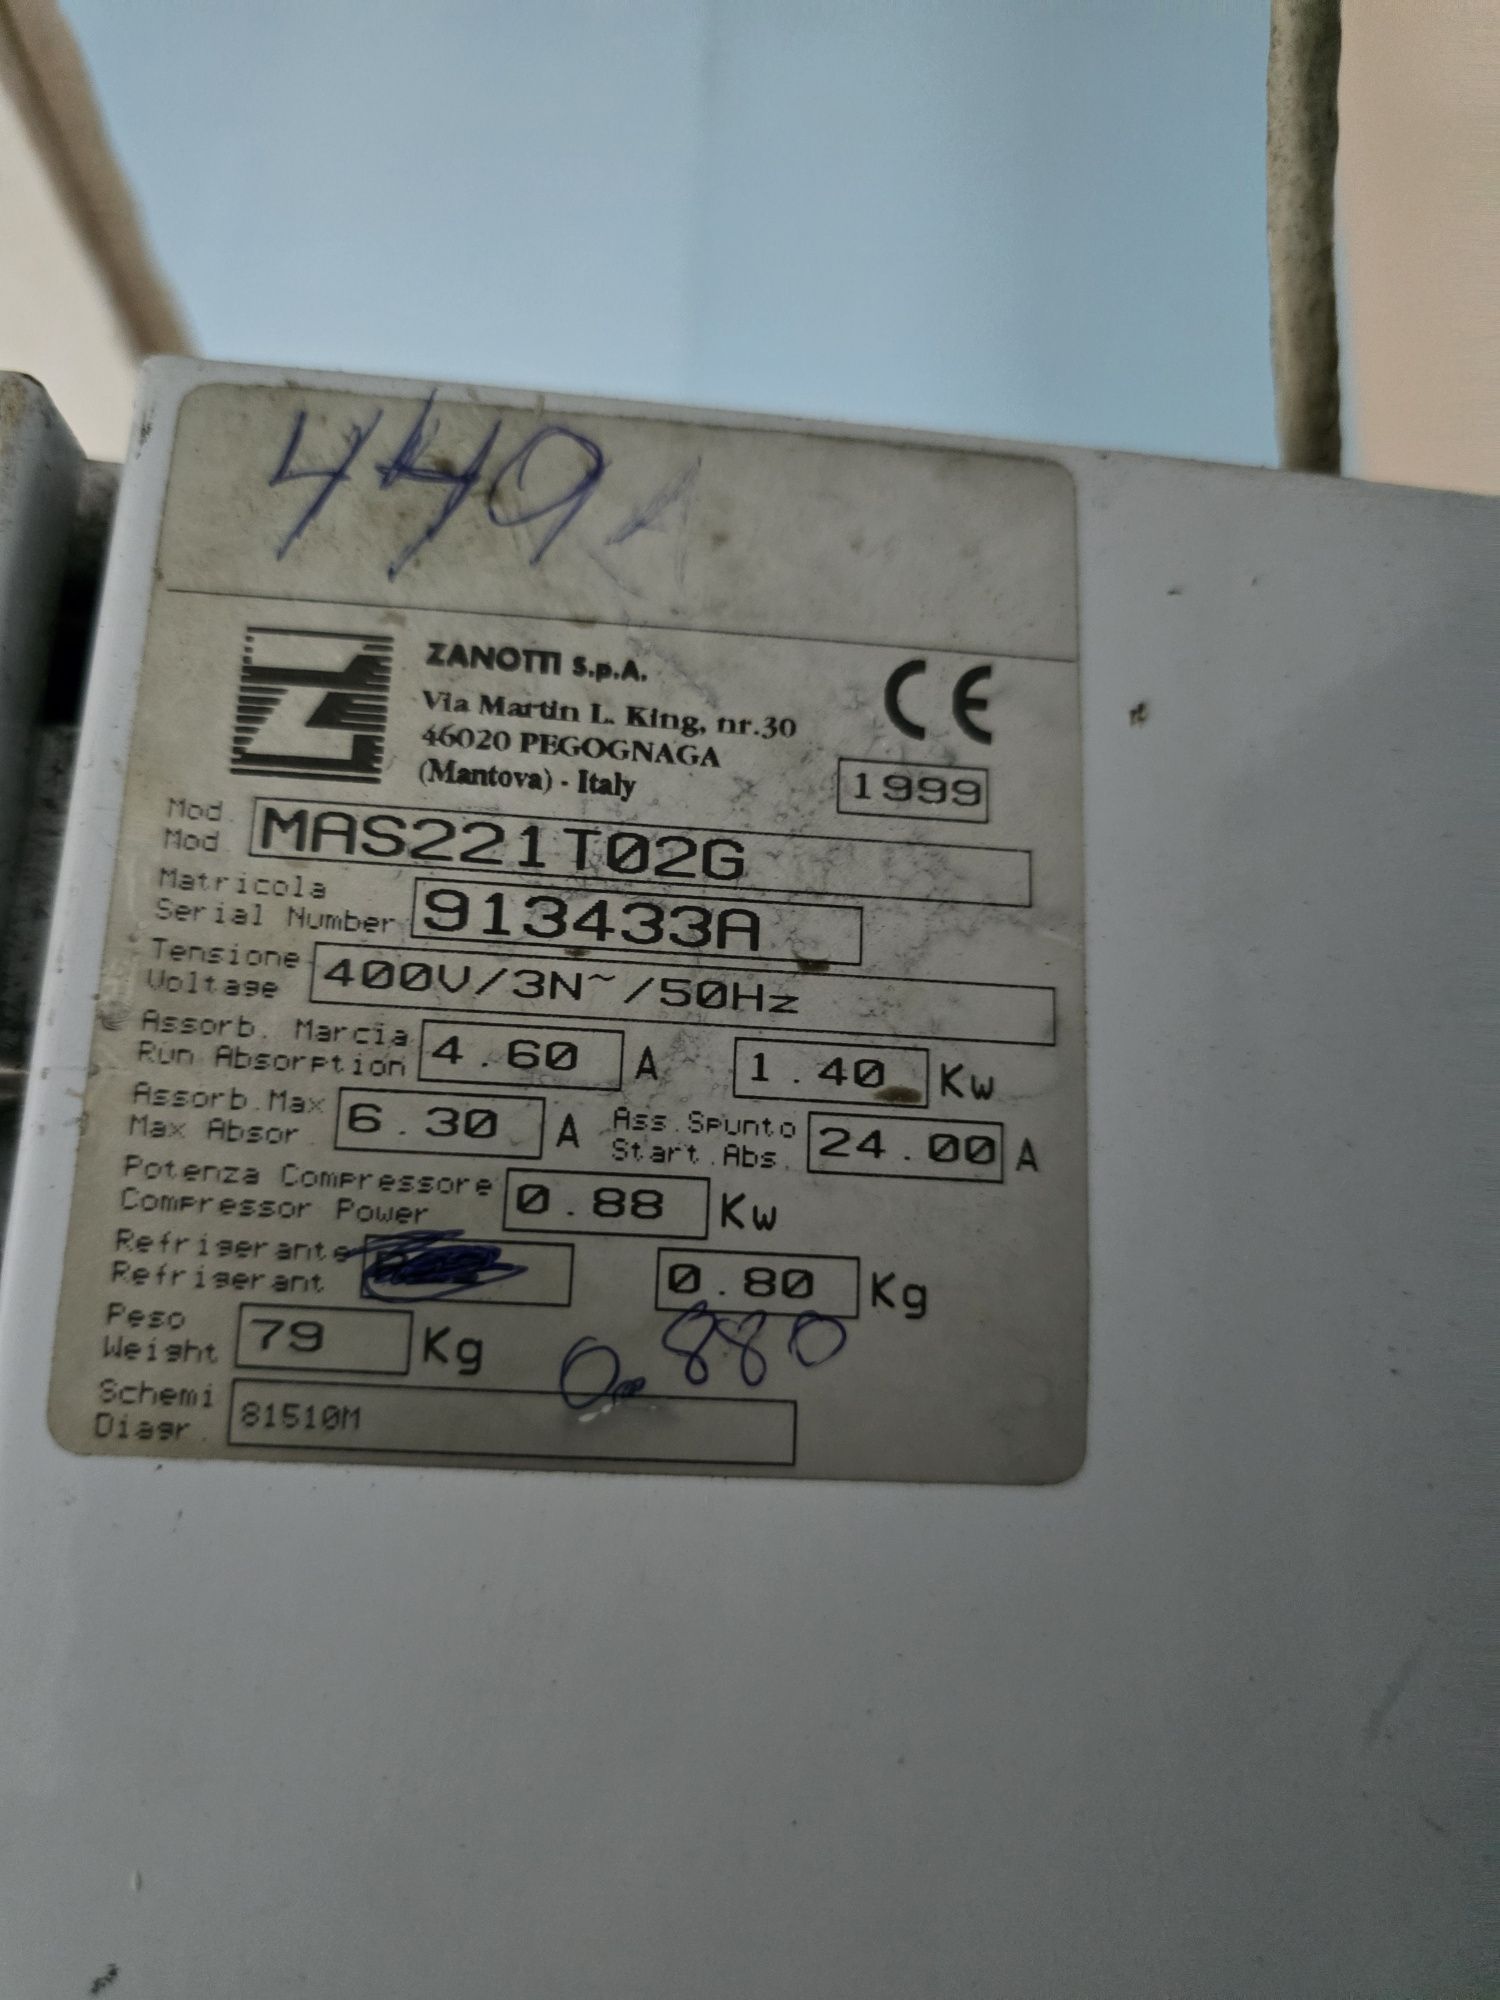 440
ZANOTTI S.p.A.
Via Martin L. King, nr.30
46020 PEGOGNAGA
(Mantova) - Italy
CE
1999
Mod.
Mod.
MAS221T02G
Matricola
Serial Number
913433A
Tensione
Voltage
400V/3N~/50Hz
Assorb. Marcia
Run Absorption
4.60 A
1.40 Kw
Assorb.Max
Max Absor.
6.30 A
Ass.Spunto
Start.Abs.
24.00 A
Potenza Compressore
Compressor Power
0.88 Kw
Refrigerante
Refrigerant
0.80 Kg
0.880
Peso
Weight
79 Kg
Schemi
Diagr.
81510M